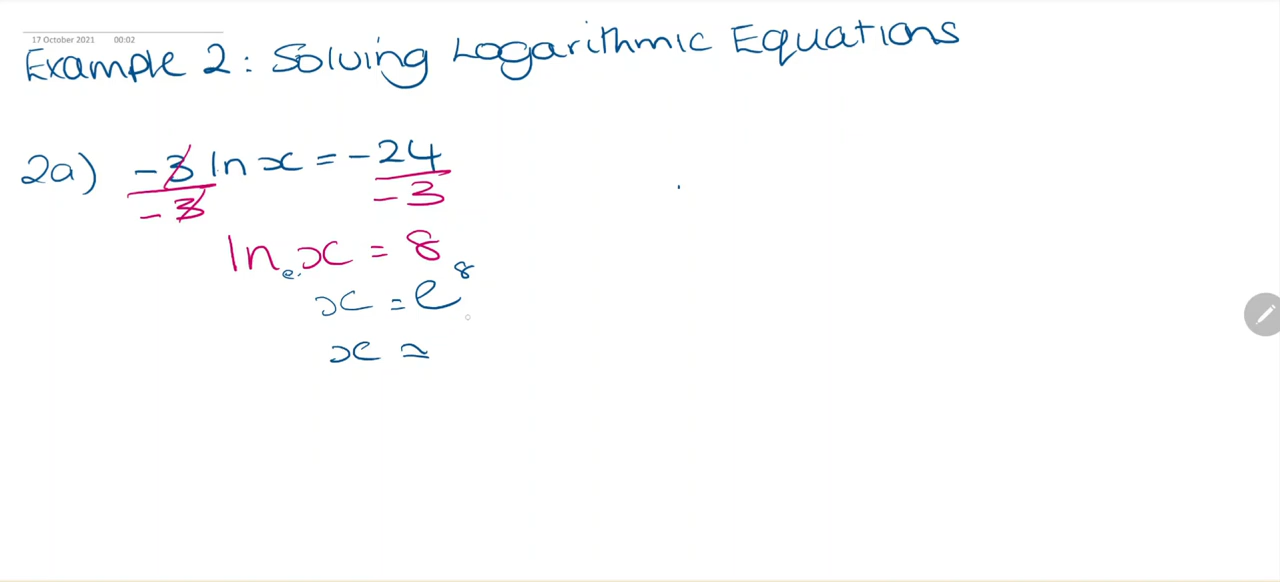 17 October 2021 00:02
Example 2: Solving Logarithmic Equations
2a) -3 ln x = -24
-3 -3
ln e x = 8
x = e^8
x ≃